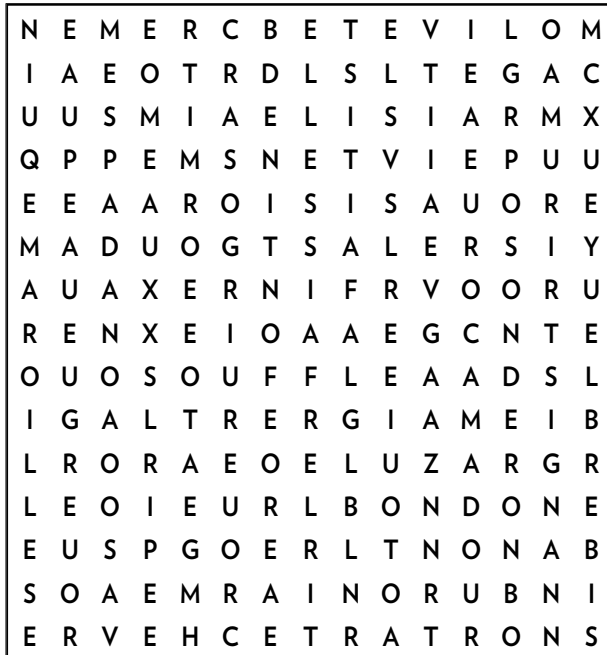 N E M E R C B E T E V I L O M
I A E O T R D L S L T E G A C
U U S M I A E L I S I A R M X
Q P P E M S N E T V I E P U U
E E A A R O I S I S A U O R E
M A D U O G T S A L E R S I Y
A U A X E R N I F R V O O R U
R E N X E I O A A E G C N T E
O U O S O U F F L E A A D S L
I G A L T R E R G I A M E I B
L R O R A E O E L U Z A R G R
L E O I E U R L B O N D O N E
E U S P G O E R L T N O N A B
S O A E M R A I N O R U B N I
E R V E H C E T R A T R O N S